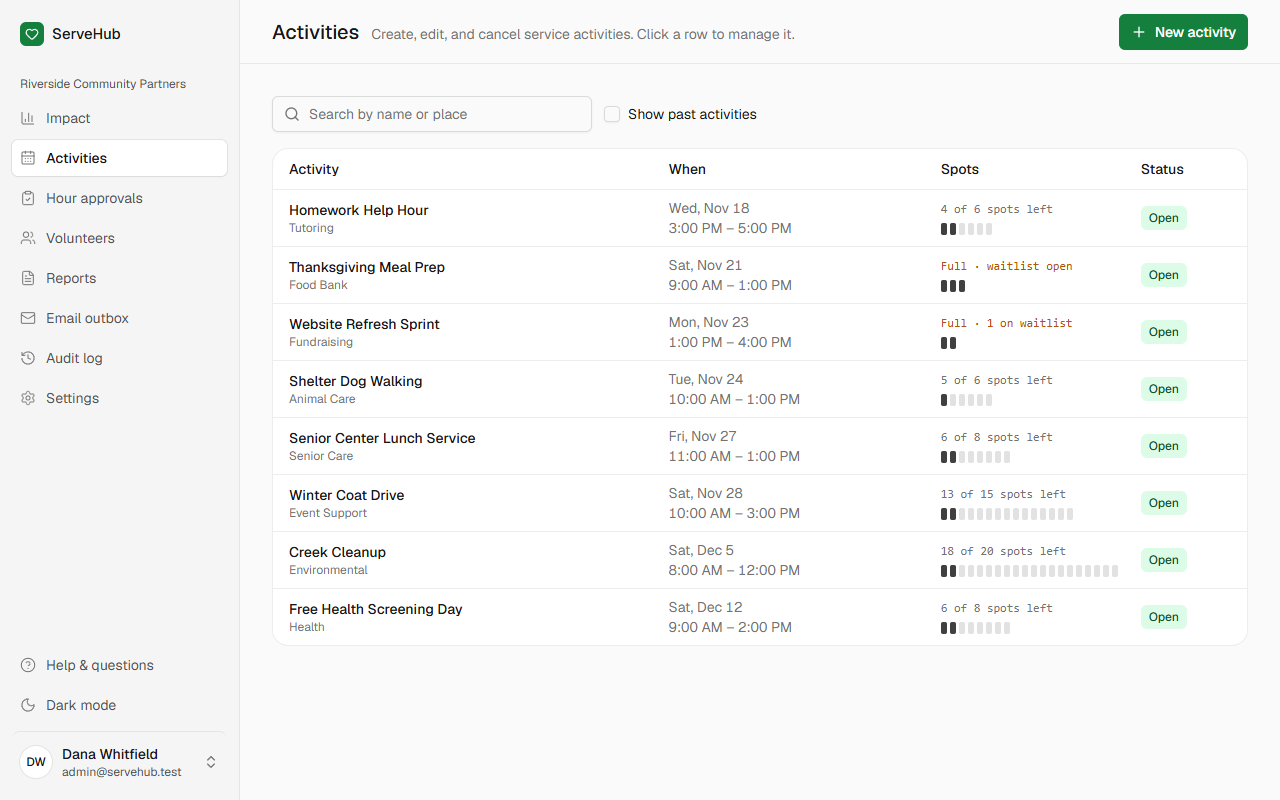 ServeHub
Riverside Community Partners
Impact
Activities
Hour approvals
Volunteers
Reports
Email outbox
Audit log
Settings
Help & questions
Dark mode
DW
Dana Whitfield
admin@servehub.test
Activities
Create, edit, and cancel service activities. Click a row to manage it.
New activity
Search by name or place
Show past activities
Activity When Spots Status
Homework Help Hour
Tutoring
Wed, Nov 18
3:00 PM – 5:00 PM
4 of 6 spots left
Open
Thanksgiving Meal Prep
Food Bank
Sat, Nov 21
9:00 AM – 1:00 PM
Full · waitlist open
Open
Website Refresh Sprint
Fundraising
Mon, Nov 23
1:00 PM – 4:00 PM
Full · 1 on waitlist
Open
Shelter Dog Walking
Animal Care
Tue, Nov 24
10:00 AM – 1:00 PM
5 of 6 spots left
Open
Senior Center Lunch Service
Senior Care
Fri, Nov 27
11:00 AM – 1:00 PM
6 of 8 spots left
Open
Winter Coat Drive
Event Support
Sat, Nov 28
10:00 AM – 3:00 PM
13 of 15 spots left
Open
Creek Cleanup
Environmental
Sat, Dec 5
8:00 AM – 12:00 PM
18 of 20 spots left
Open
Free Health Screening Day
Health
Sat, Dec 12
9:00 AM – 2:00 PM
6 of 8 spots left
Open